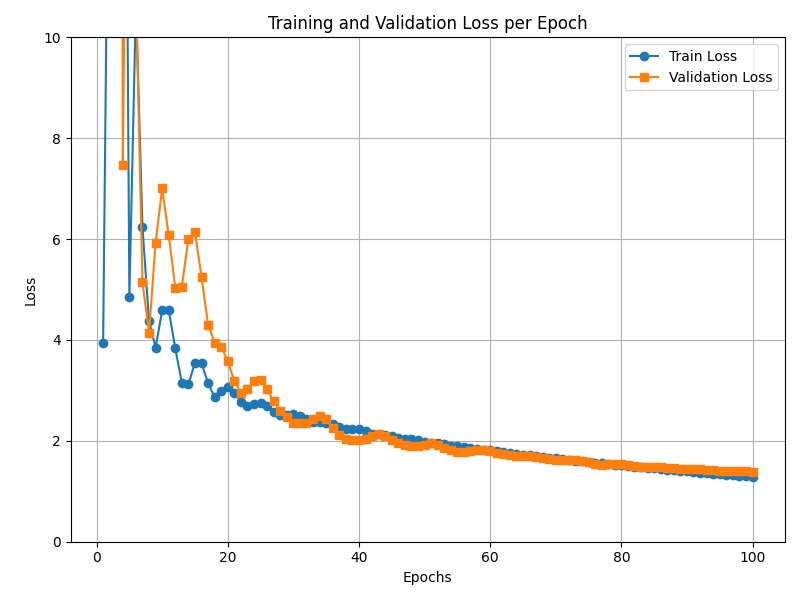 Training and Validation Loss per Epoch
Train Loss
Validation Loss
10
8
6
4
2
0
Loss
0 20 40 60 80 100
Epochs